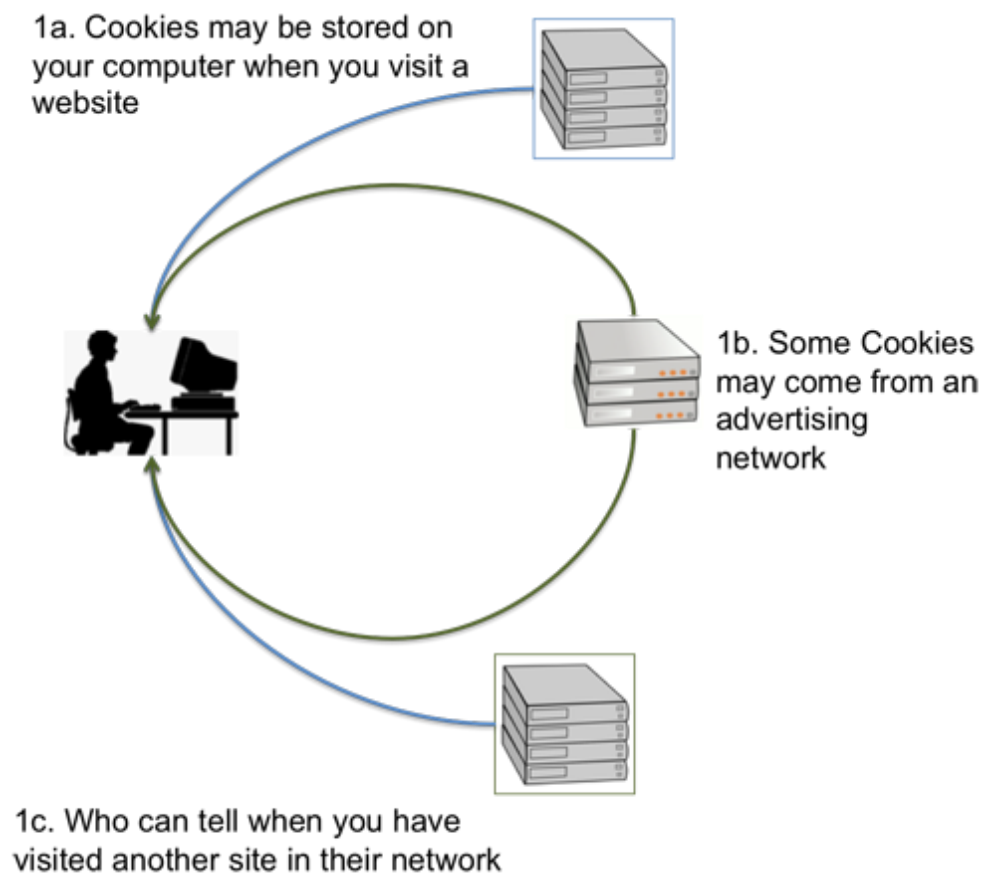 1a. Cookies may be stored on
your computer when you visit a
website
1b. Some Cookies
may come from an
advertising
network
1c. Who can tell when you have
visited another site in their network